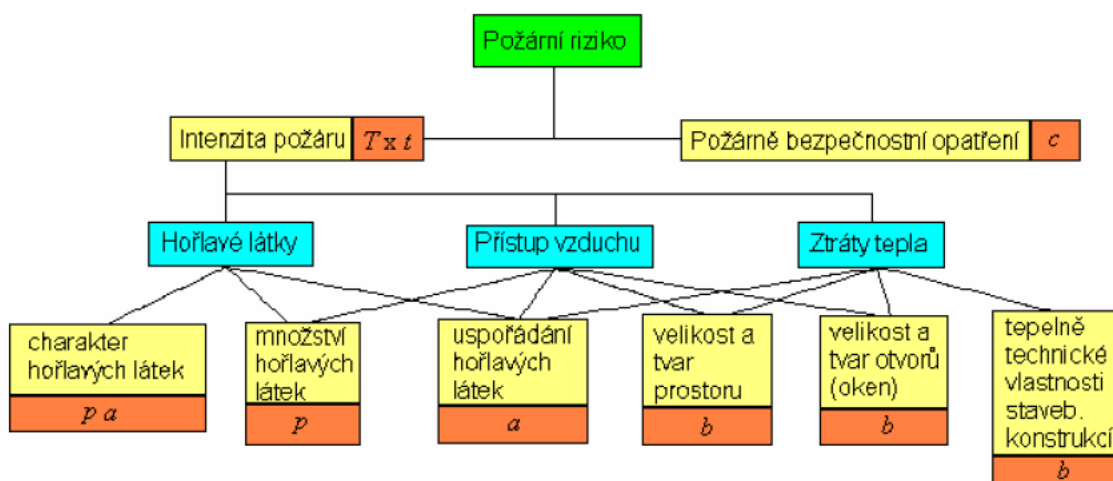 Požární riziko
Intenzita požáru
T x t
Požárně bezpečnostní opatření
c
Hořlavé látky
Přístup vzduchu
Ztráty tepla
charakter
hořlavých látek
p a
množství
hořlavých
látek
p
uspořádání
hořlavých
látek
a
velikost a
tvar
prostoru
b
velikost a
tvar otvorů
(oken)
b
tepelně
technické
vlastnosti
staveb.
konstrukcí
b